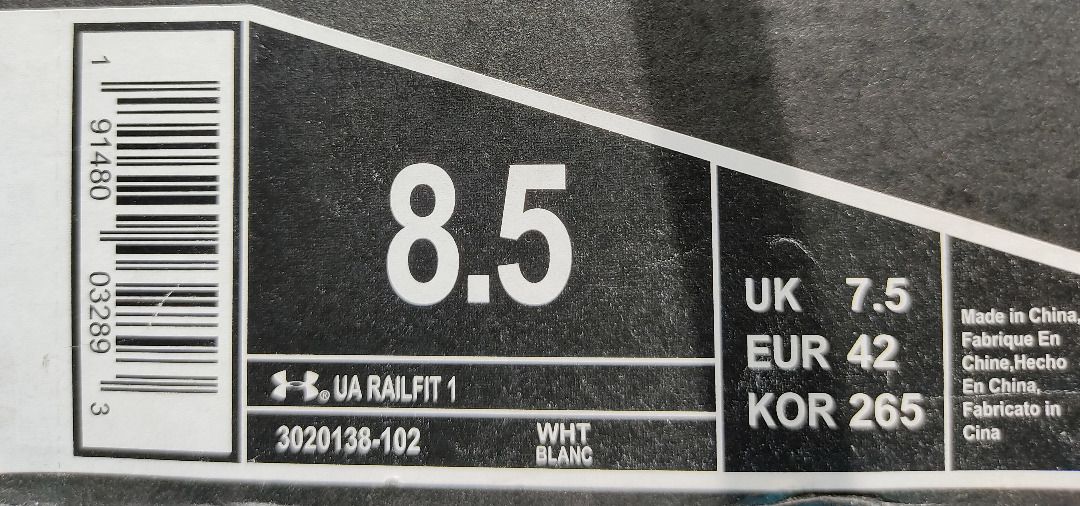 1 91480 03289 3
8.5
® UA RAILFIT 1
3020138-102 WHT
BLANC
UK 7.5
EUR 42
KOR 265
Made in China,
Fabrique En
Chine,Hecho
En China,
Fabricato in
Cina